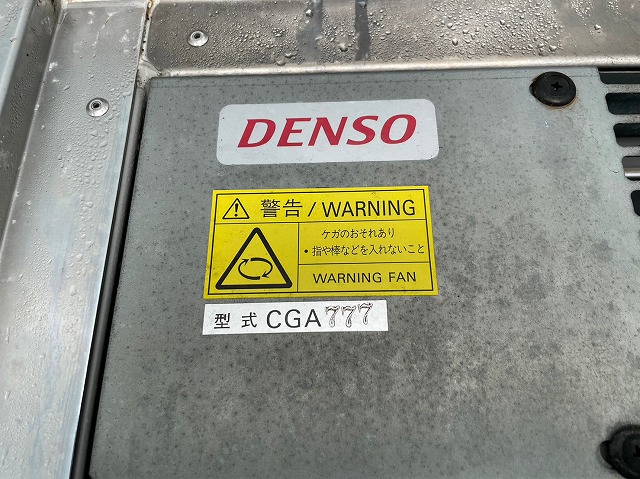 DENSO
警告/WARNING
ケガのおそれあり
・指や棒などを入れないこと
WARNING FAN
型式 CGA777